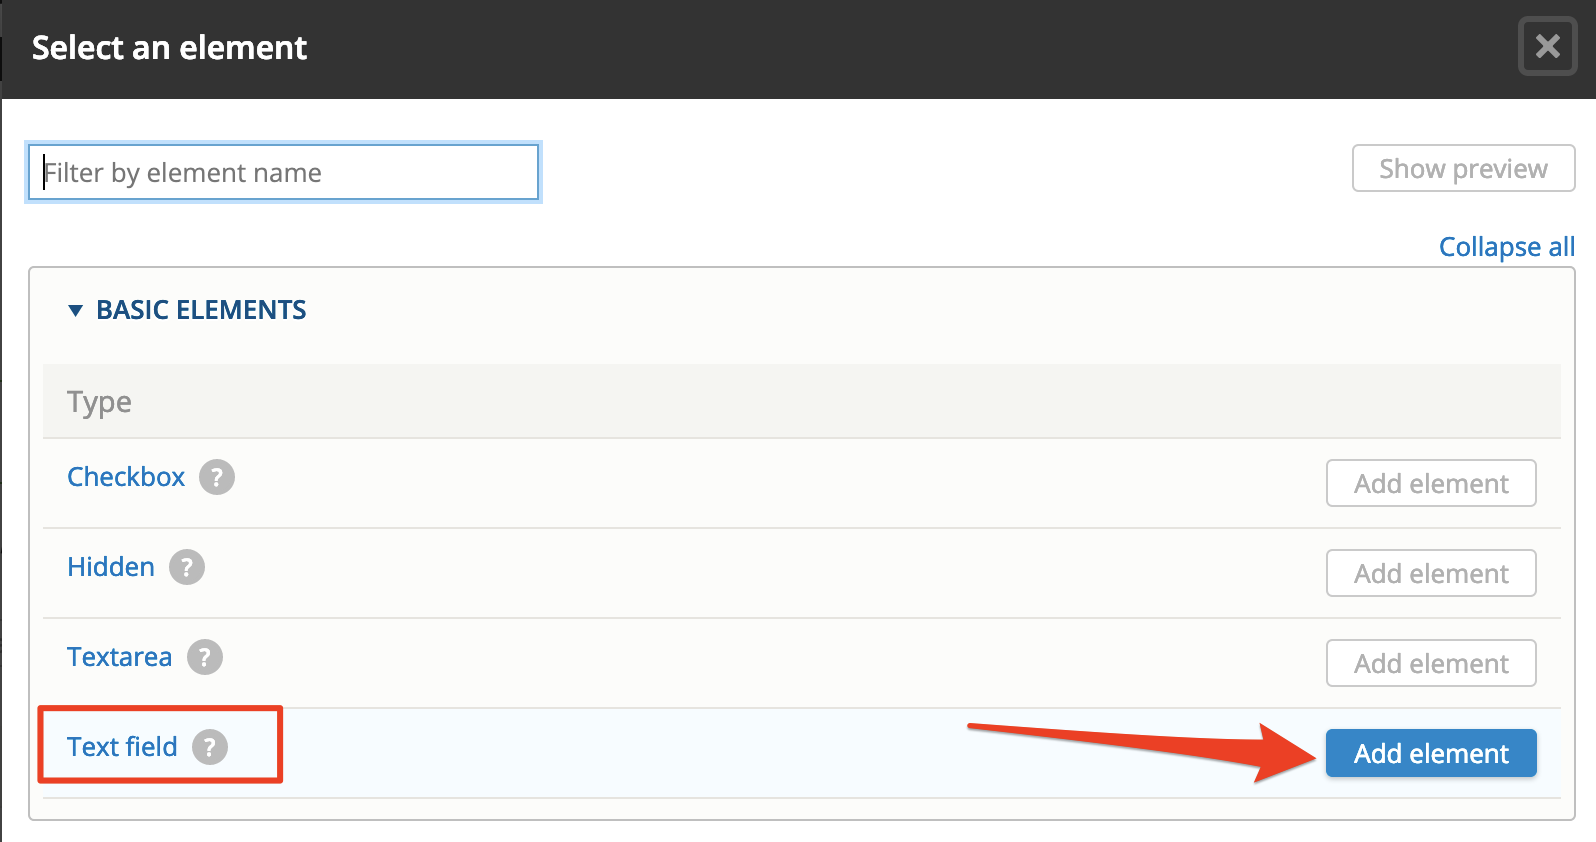 Select an element
Filter by element name
Show preview
Collapse all
BASIC ELEMENTS
Type
Checkbox ? Add element
Hidden ? Add element
Textarea ? Add element
Text field ? Add element